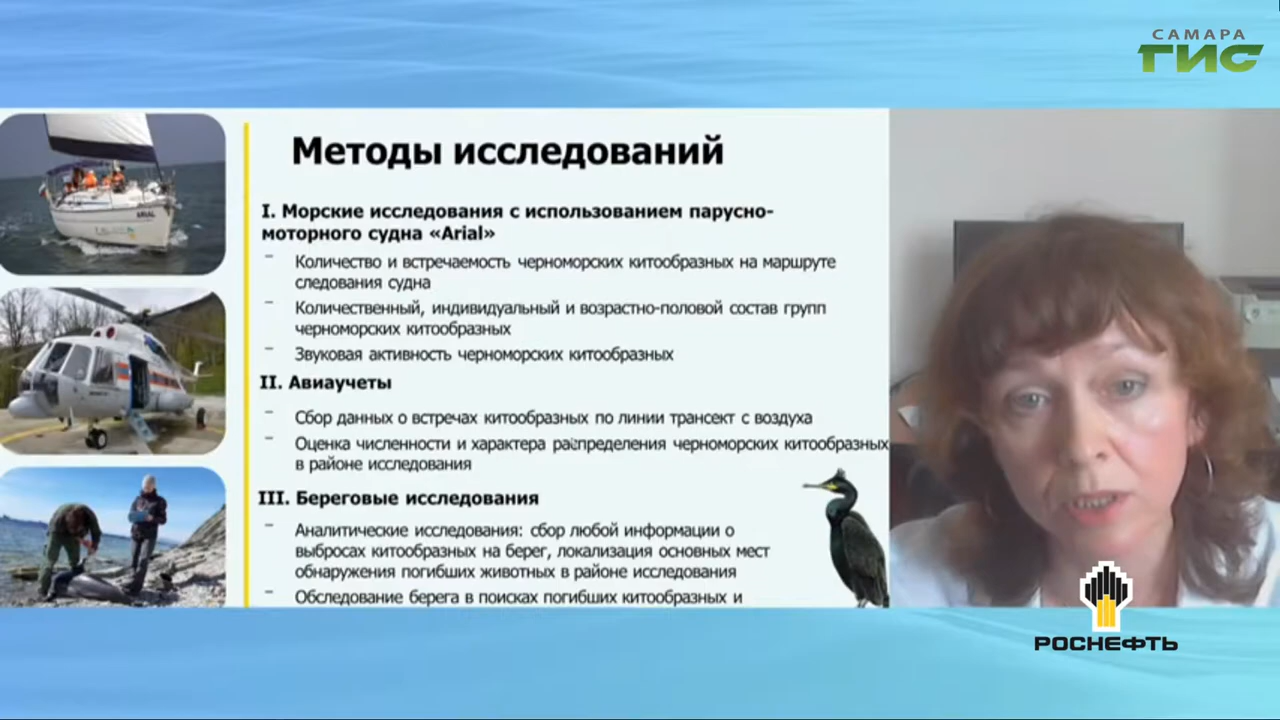 САМАРА
ГИС
Методы исследований
I. Морские исследования с использованием парусно-
моторного судна «Arial»
- Количество и встречаемость черноморских китообразных на маршруте
следования судна
- Количественный, индивидуальный и возрастно-половой состав групп
черноморских китообразных
- Звуковая активность черноморских китообразных
II. Авиаучеты
- Сбор данных о встречах китообразных по линии трансект с воздуха
- Оценка численности и характера распределения черноморских китообразных
в районе исследования
III. Береговые исследования
- Аналитические исследования: сбор любой информации о
выбросах китообразных на берег, локализация основных мест
обнаружения погибших животных в районе исследования
- Обследование берега в поисках погибших китообразных и
ARIAL
РОСНЕФТЬ